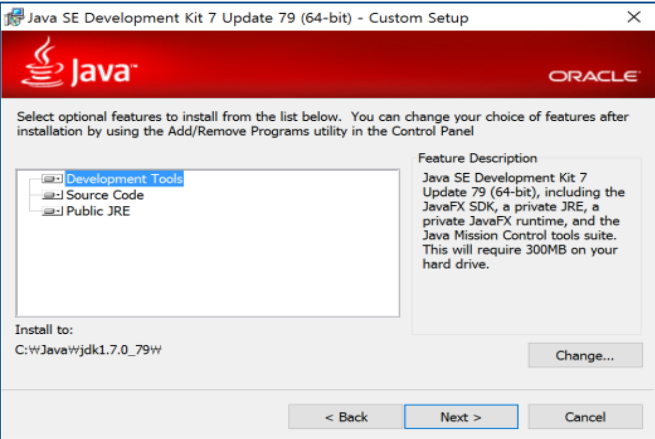 Java SE Development Kit 7 Update 79 (64-bit) - Custom Setup
Java™
ORACLE
Select optional features to install from the list below. You can change your choice of features after
installation by using the Add/Remove Programs utility in the Control Panel
Development Tools
Source Code
Public JRE
Feature Description
Java SE Development Kit 7
Update 79 (64-bit), including the
JavaFX SDK, a private JRE, a
private JavaFX runtime, and the
Java Mission Control tools suite.
This will require 300MB on your
hard drive.
Install to:
C:₩Java₩jdk1.7.0_79₩
Change...
< Back
Next >
Cancel